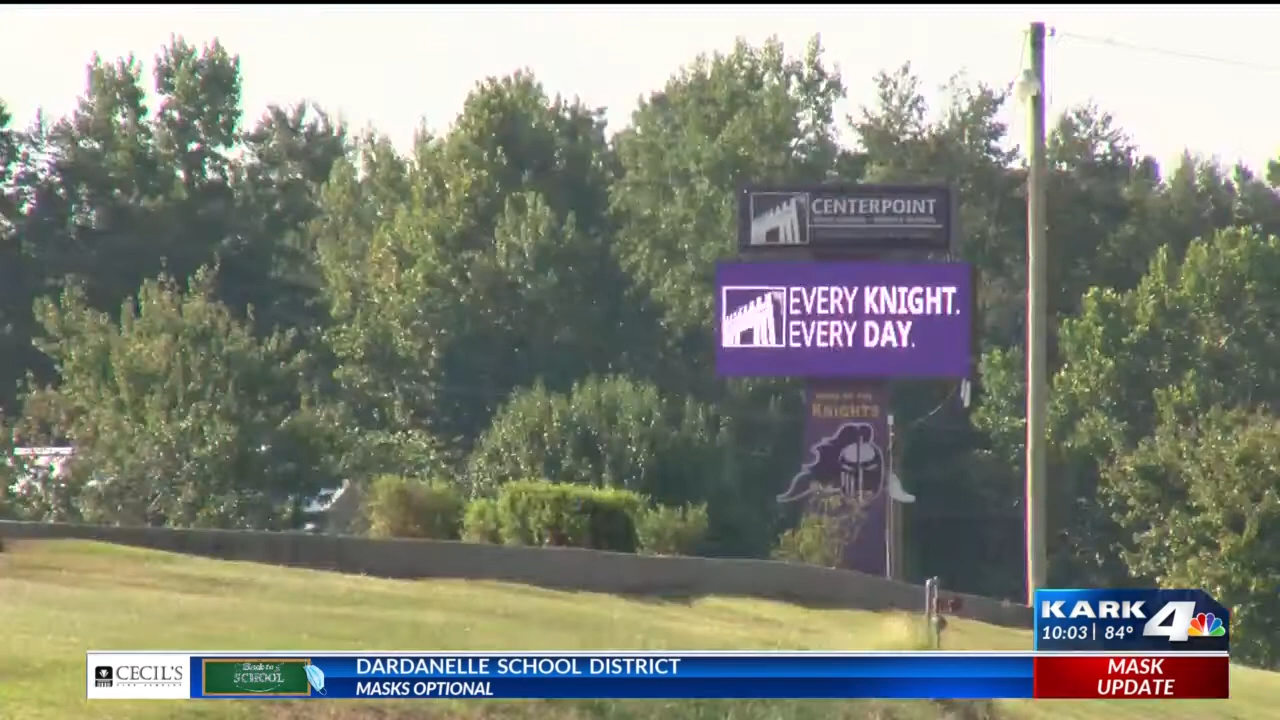 CENTERPOINT
EVERY KNIGHT.
EVERY DAY.
KNIGHTS
KARK 4
10:03 | 84°
CECIL'S
Back to
SCHOOL
DARDANELLE SCHOOL DISTRICT
MASKS OPTIONAL
MASK
UPDATE